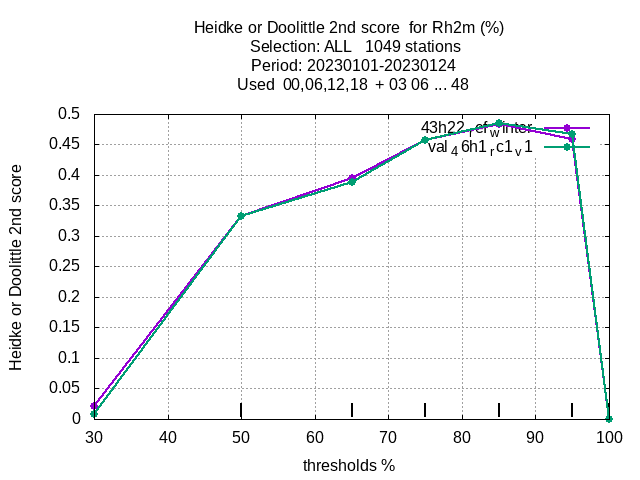 Heidke or Doolittle 2nd score  for Rh2m (%)
Selection: ALL   1049 stations
Period: 20230101-20230124
Used  00,06,12,18  + 03 06 ... 48
0.5
0.45
0.4
0.35
0.3
0.25
0.2
0.15
0.1
0.05
0
Heidke or Doolittle 2nd score
43h22refwinter
val46h1rc1v1
30 40 50 60 70 80 90 100
thresholds %